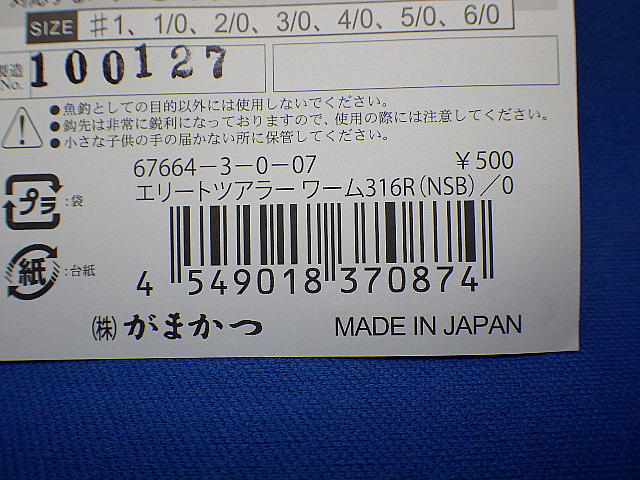 SIZE ♯1、1/0、2/0、3/0、4/0、5/0、6/0
製造No. 100127
●魚釣としての目的以外には使用しないでください。
●鈎先は非常に鋭利になっておりますので、使用の際には注意してください。
●小さな子供の手の届かない所に保管してください。
67664−3−0−07 ￥500
エリートツアラー ワーム316R(NSB)／0
プラ :袋
紙 :台紙
4 549018 370874
㈱ がまかつ MADE IN JAPAN